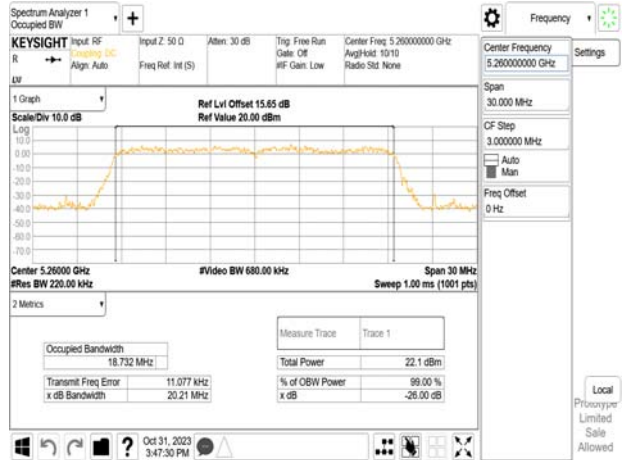 Spectrum Analyzer 1
Occupied BW
Frequency
KEYSIGHT Input: RF Input Z: 50 Ω Atten: 30 dB Trig: Free Run Center Freq: 5.260000000 GHz
R Coupling: DC Gate: Off Avg|Hold: 10/10
Align: Auto Freq Ref: Int (S) #IF Gain: Low Radio Std: None
Center Frequency
5.260000000 GHz
Settings
Span
30.000 MHz
CF Step
3.000000 MHz
Auto
Man
Freq Offset
0 Hz
1 Graph
Ref Lvl Offset 15.65 dB
Scale/Div 10.0 dB Ref Value 20.00 dBm
Log
10.0
0.00
-10.0
-20.0
-30.0
-40.0
-50.0
-60.0
-70.0
Center 5.26000 GHz #Video BW 680.00 kHz Span 30 MHz
#Res BW 220.00 kHz Sweep 1.00 ms (1001 pts)
2 Metrics
Measure Trace Trace 1
Occupied Bandwidth
18.732 MHz Total Power 22.1 dBm
Transmit Freq Error 11.077 kHz % of OBW Power 99.00 %
x dB Bandwidth 20.21 MHz x dB -26.00 dB
Local
Prototype
Limited
Sale
Allowed
Oct 31, 2023
3:47:30 PM